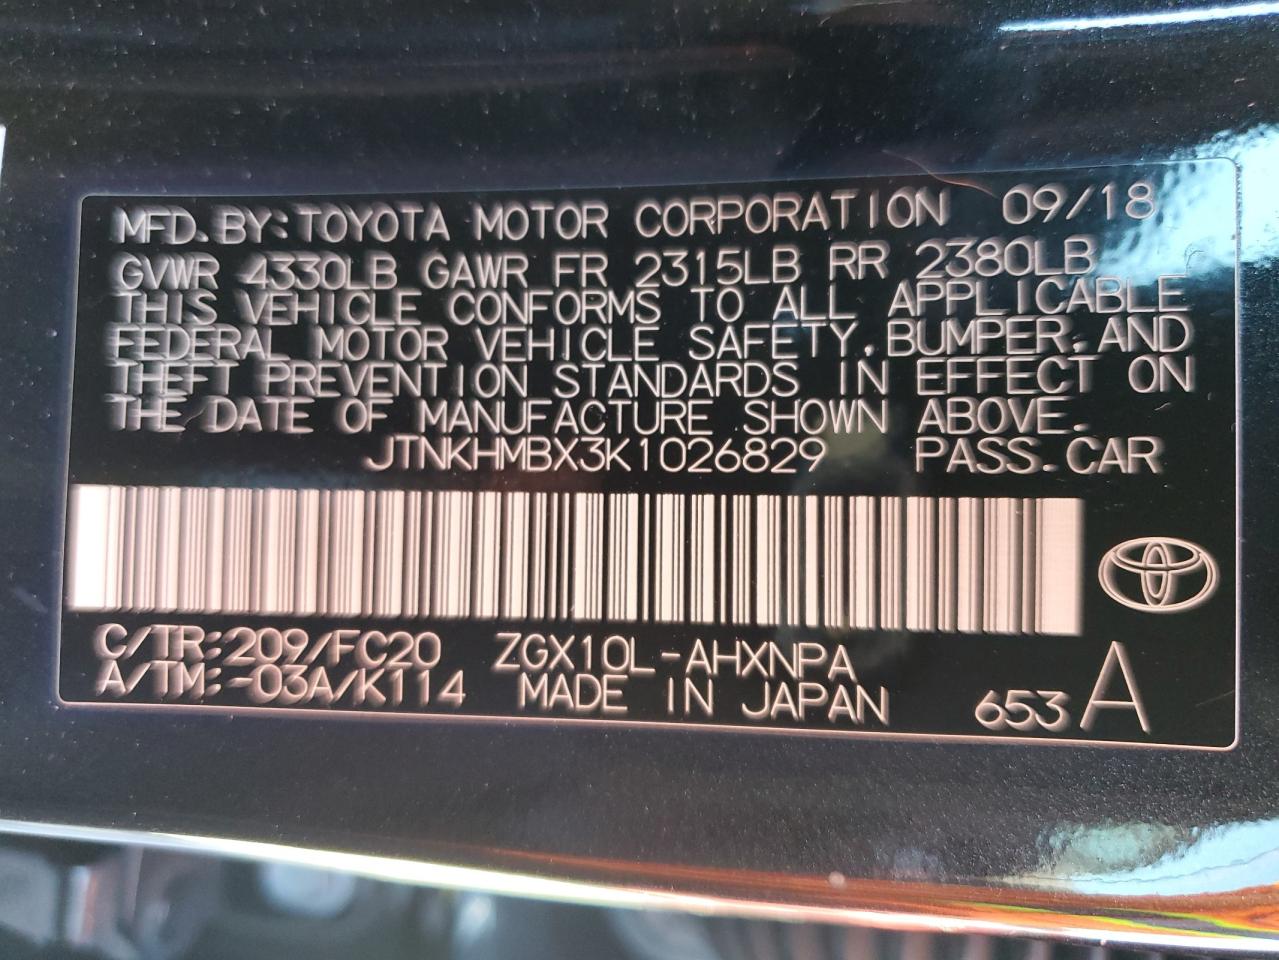 MFD. BY: TOYOTA MOTOR CORPORATION 09/18
GVWR 4330LB GAWR FR 2315LB RR 2380LB
THIS VEHICLE CONFORMS TO ALL APPLICABLE
FEDERAL MOTOR VEHICLE SAFETY, BUMPER, AND
THEFT PREVENTION STANDARDS IN EFFECT ON
THE DATE OF MANUFACTURE SHOWN ABOVE.
JTNKHMBX3K1026829 PASS. CAR
C/TR: 209/FC20 ZGX10L-AHXNPA
A/TM: -03A/K114 MADE IN JAPAN 653 A